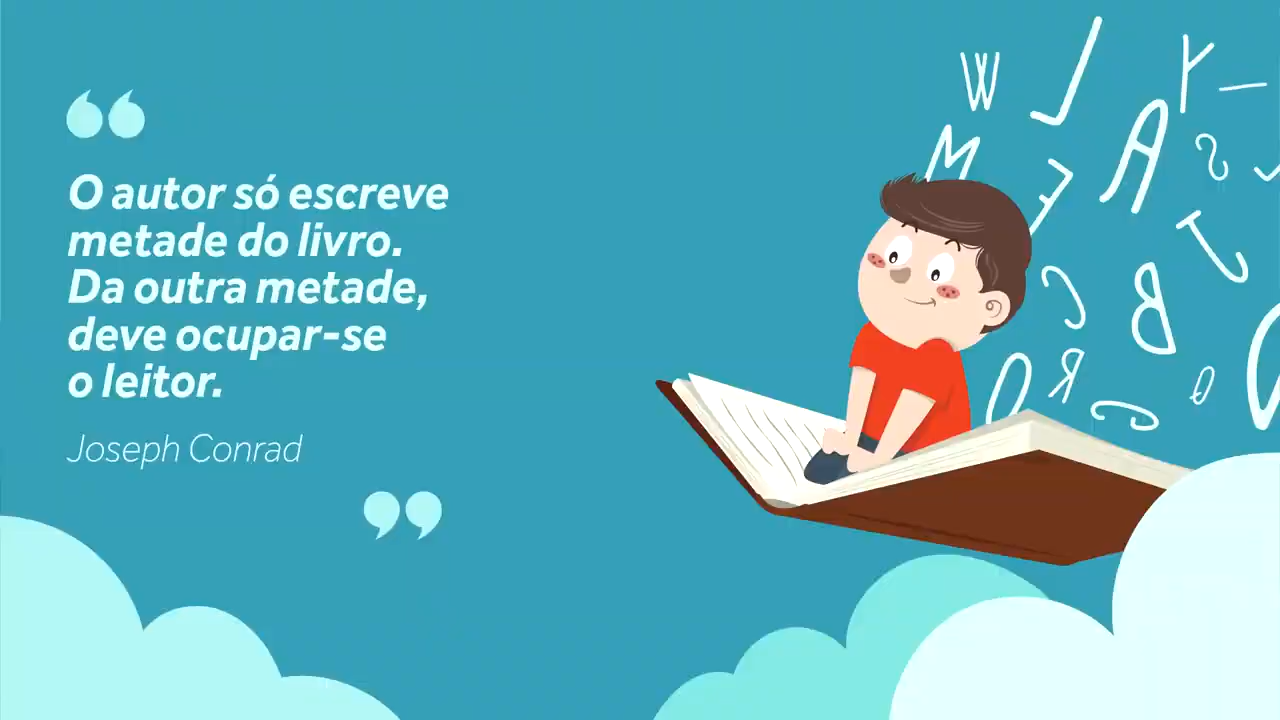 O autor só escreve
metade do livro.
Da outra metade,
deve ocupar-se
o leitor.
Joseph Conrad